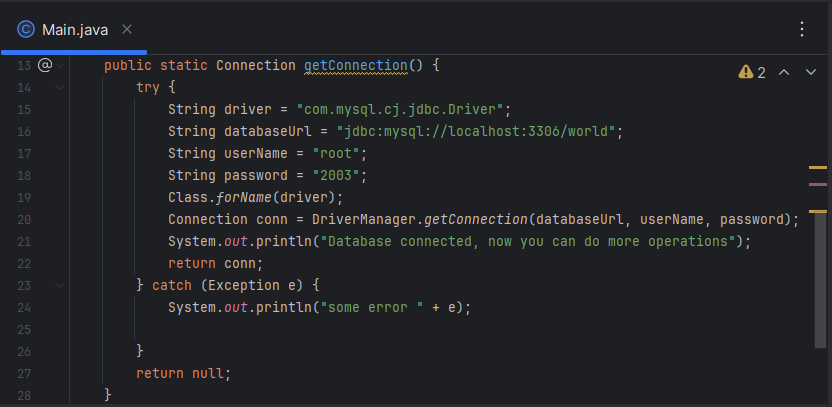 Main.java
2
13 public static Connection getConnection() {
14 try {
15 String driver = "com.mysql.cj.jdbc.Driver";
16 String databaseUrl = "jdbc:mysql://localhost:3306/world";
17 String userName = "root";
18 String password = "2003";
19 Class.forName(driver);
20 Connection conn = DriverManager.getConnection(databaseUrl, userName, password);
21 System.out.println("Database connected, now you can do more operations");
22 return conn;
23 } catch (Exception e) {
24 System.out.println("some error " + e);
25
26 }
27 return null;
28 }